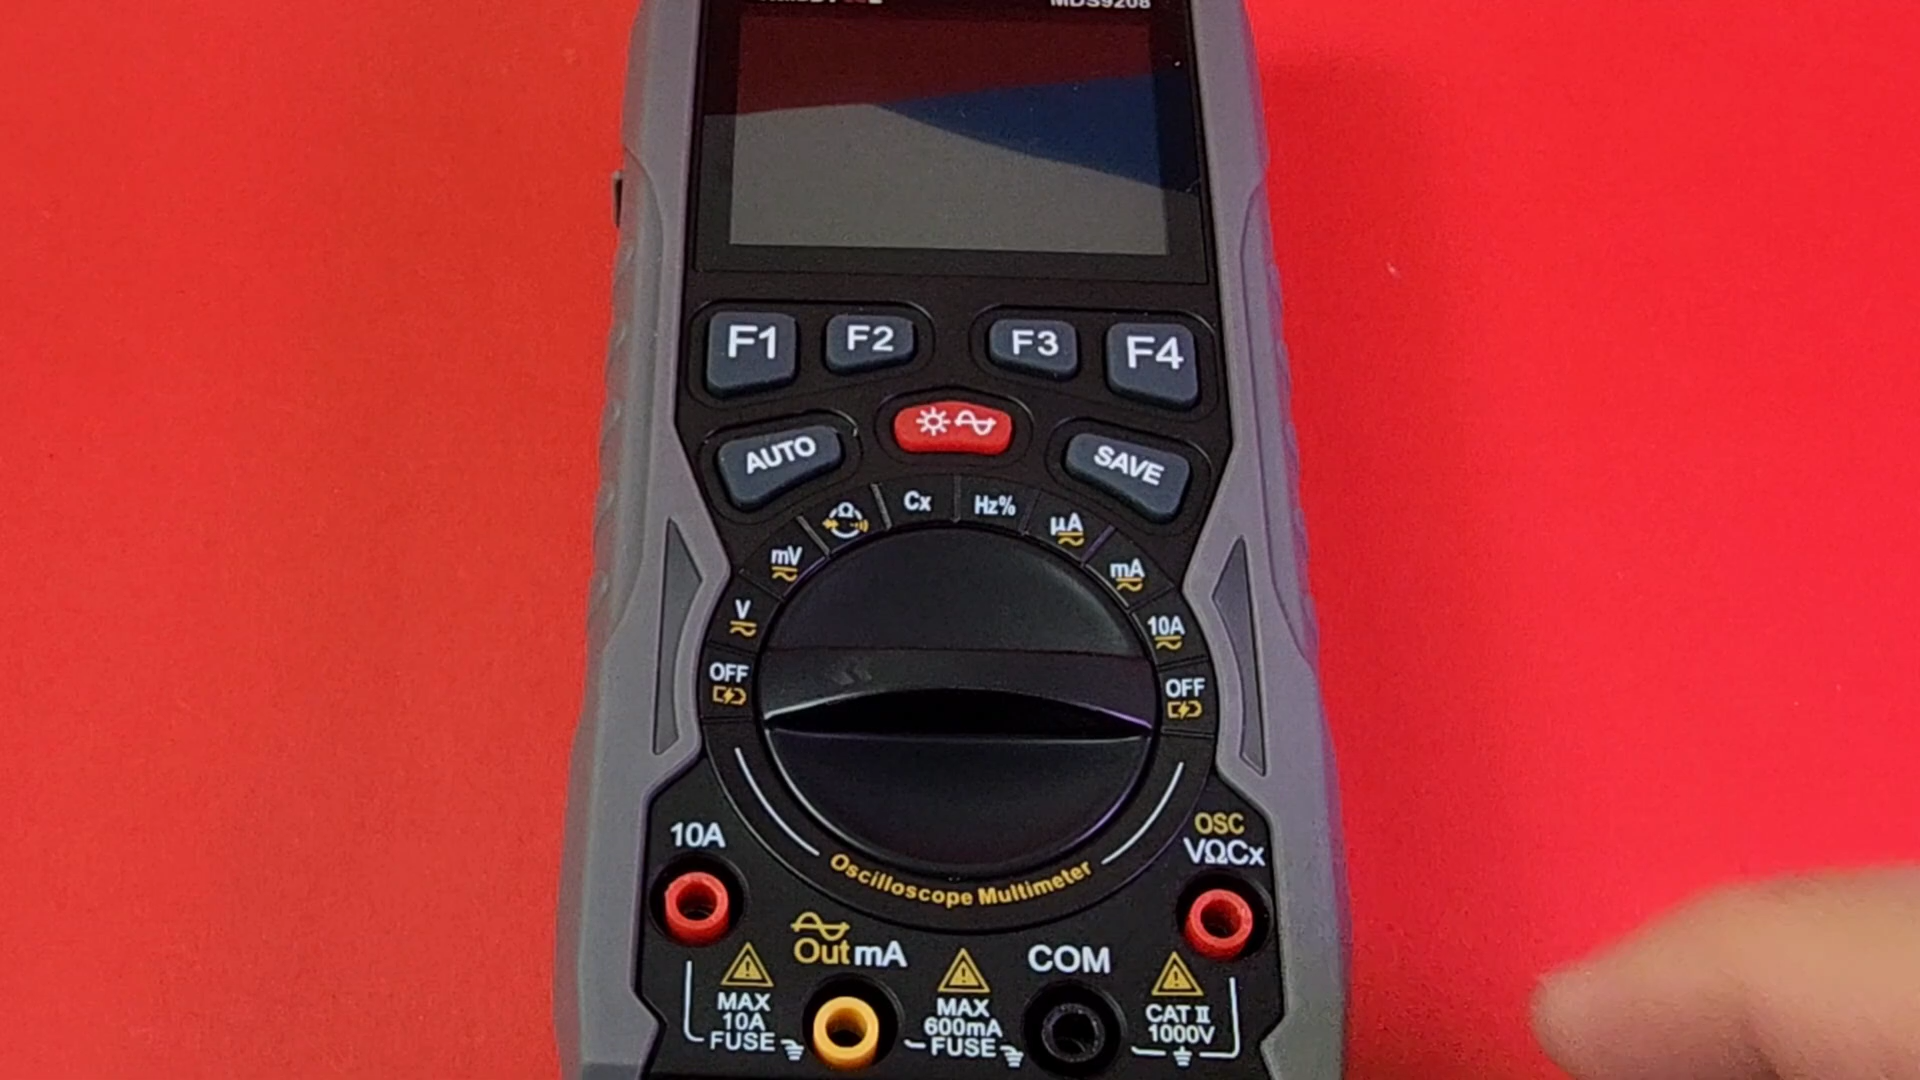 MDS9208
F1 F2 F3 F4
AUTO SAVE
Cx Hz%
Ω µA
mV mA
V 10A
OFF OFF
Oscilloscope Multimeter
10A OSC
VΩCx
Out mA COM
MAX
10A
FUSE
MAX
600mA
FUSE
CAT II
1000V